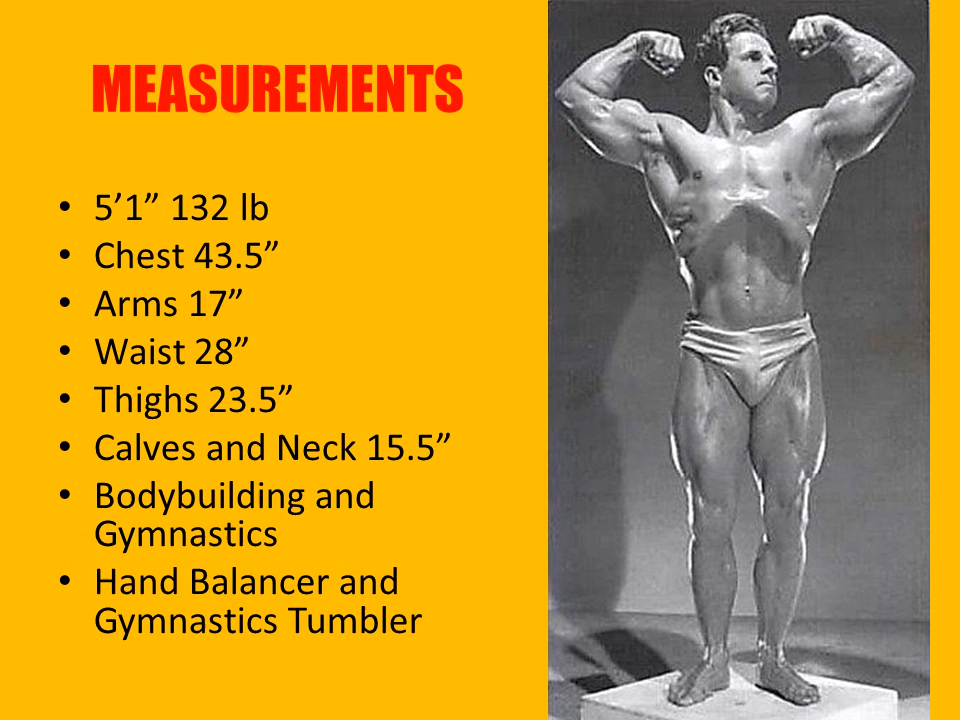 MEASUREMENTS
• 5’1” 132 lb
• Chest 43.5”
• Arms 17”
• Waist 28”
• Thighs 23.5”
• Calves and Neck 15.5”
• Bodybuilding and
Gymnastics
• Hand Balancer and
Gymnastics Tumbler